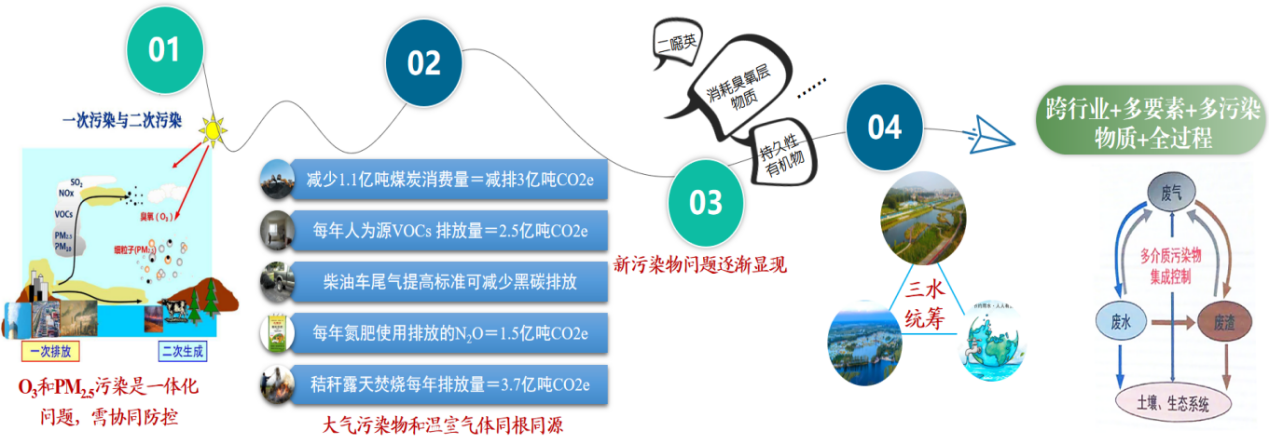 01
一次污染与二次污染
SO2
NOx
VOCs
PM2.5
PM10
臭氧（O3）
细粒子(PM2.5)
一次排放
二次生成
O3和PM2.5污染是一体化
问题，需协同防控
02
减少1.1亿吨煤炭消费量＝减排3亿吨CO2e
每年人为源VOCs 排放量＝2.5亿吨CO2e
柴油车尾气提高标准可减少黑碳排放
每年氮肥使用排放的N2O＝1.5亿吨CO2e
秸秆露天焚烧每年排放量＝3.7亿吨CO2e
大气污染物和温室气体同根同源
二噁英
消耗臭氧层
物质
……
持久性
有机物
03
新污染物问题逐渐显现
04
三水
统筹
跨行业+多要素+多污染
物质+全过程
废气
多介质污染物
集成控制
废水
废渣
土壤、生态系统